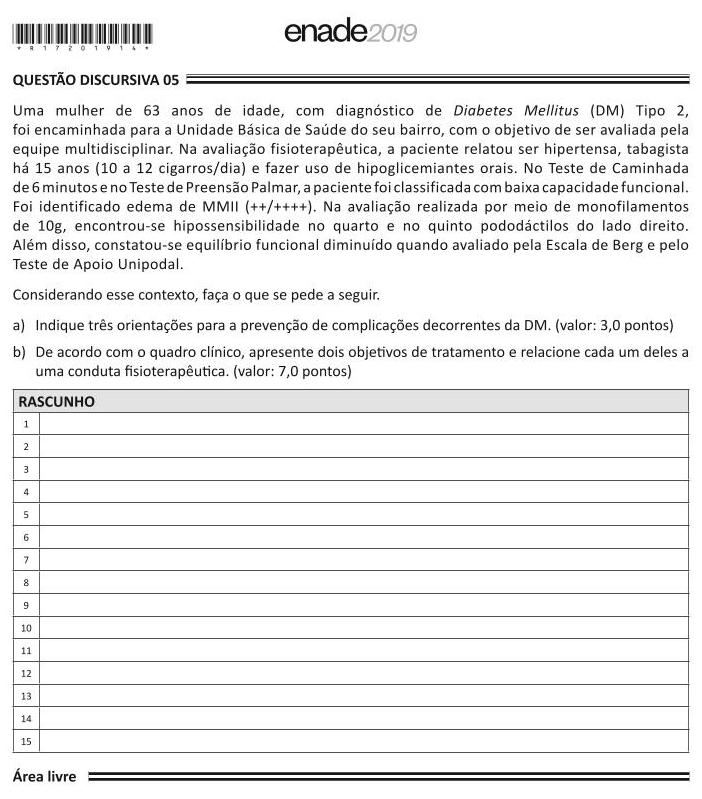 enade2019
*R17201914*
QUESTÃO DISCURSIVA 05
Uma mulher de 63 anos de idade, com diagnóstico de Diabetes Mellitus (DM) Tipo 2,
foi encaminhada para a Unidade Básica de Saúde do seu bairro, com o objetivo de ser avaliada pela
equipe multidisciplinar. Na avaliação fisioterapêutica, a paciente relatou ser hipertensa, tabagista
há 15 anos (10 a 12 cigarros/dia) e fazer uso de hipoglicemiantes orais. No Teste de Caminhada
de 6 minutos e no Teste de Preensão Palmar, a paciente foi classificada com baixa capacidade funcional.
Foi identificado edema de MMII (++/++++). Na avaliação realizada por meio de monofilamentos
de 10g, encontrou-se hipossensibilidade no quarto e no quinto pododáctilos do lado direito.
Além disso, constatou-se equilíbrio funcional diminuído quando avaliado pela Escala de Berg e pelo
Teste de Apoio Unipodal.
Considerando esse contexto, faça o que se pede a seguir.
a) Indique três orientações para a prevenção de complicações decorrentes da DM. (valor: 3,0 pontos)
b) De acordo com o quadro clínico, apresente dois objetivos de tratamento e relacione cada um deles a
uma conduta fisioterapêutica. (valor: 7,0 pontos)
RASCUNHO
1
2
3
4
5
6
7
8
9
10
11
12
13
14
15
Área livre